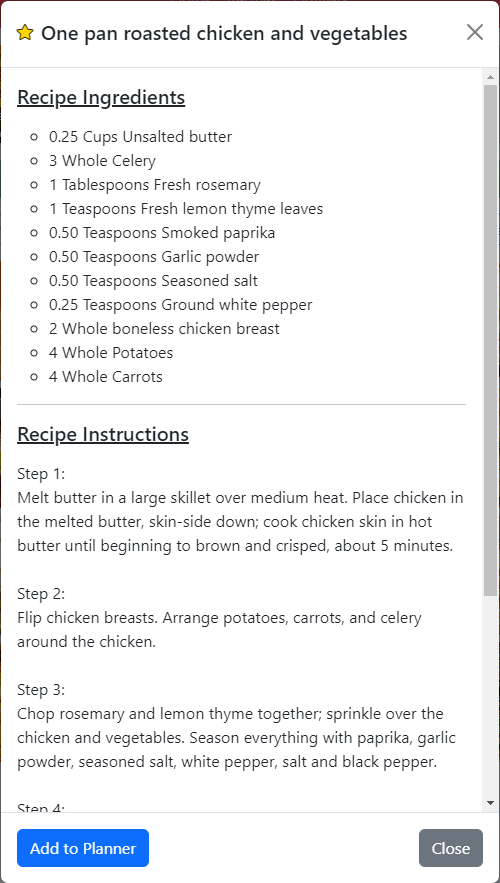 One pan roasted chicken and vegetables
Recipe Ingredients
0.25 Cups Unsalted butter
3 Whole Celery
1 Tablespoons Fresh rosemary
1 Teaspoons Fresh lemon thyme leaves
0.50 Teaspoons Smoked paprika
0.50 Teaspoons Garlic powder
0.50 Teaspoons Seasoned salt
0.25 Teaspoons Ground white pepper
2 Whole boneless chicken breast
4 Whole Potatoes
4 Whole Carrots
Recipe Instructions
Step 1:
Melt butter in a large skillet over medium heat. Place chicken in
the melted butter, skin-side down; cook chicken skin in hot
butter until beginning to brown and crisped, about 5 minutes.
Step 2:
Flip chicken breasts. Arrange potatoes, carrots, and celery
around the chicken.
Step 3:
Chop rosemary and lemon thyme together; sprinkle over the
chicken and vegetables. Season everything with paprika, garlic
powder, seasoned salt, white pepper, salt and black pepper.
Step 4:
Add to Planner
Close